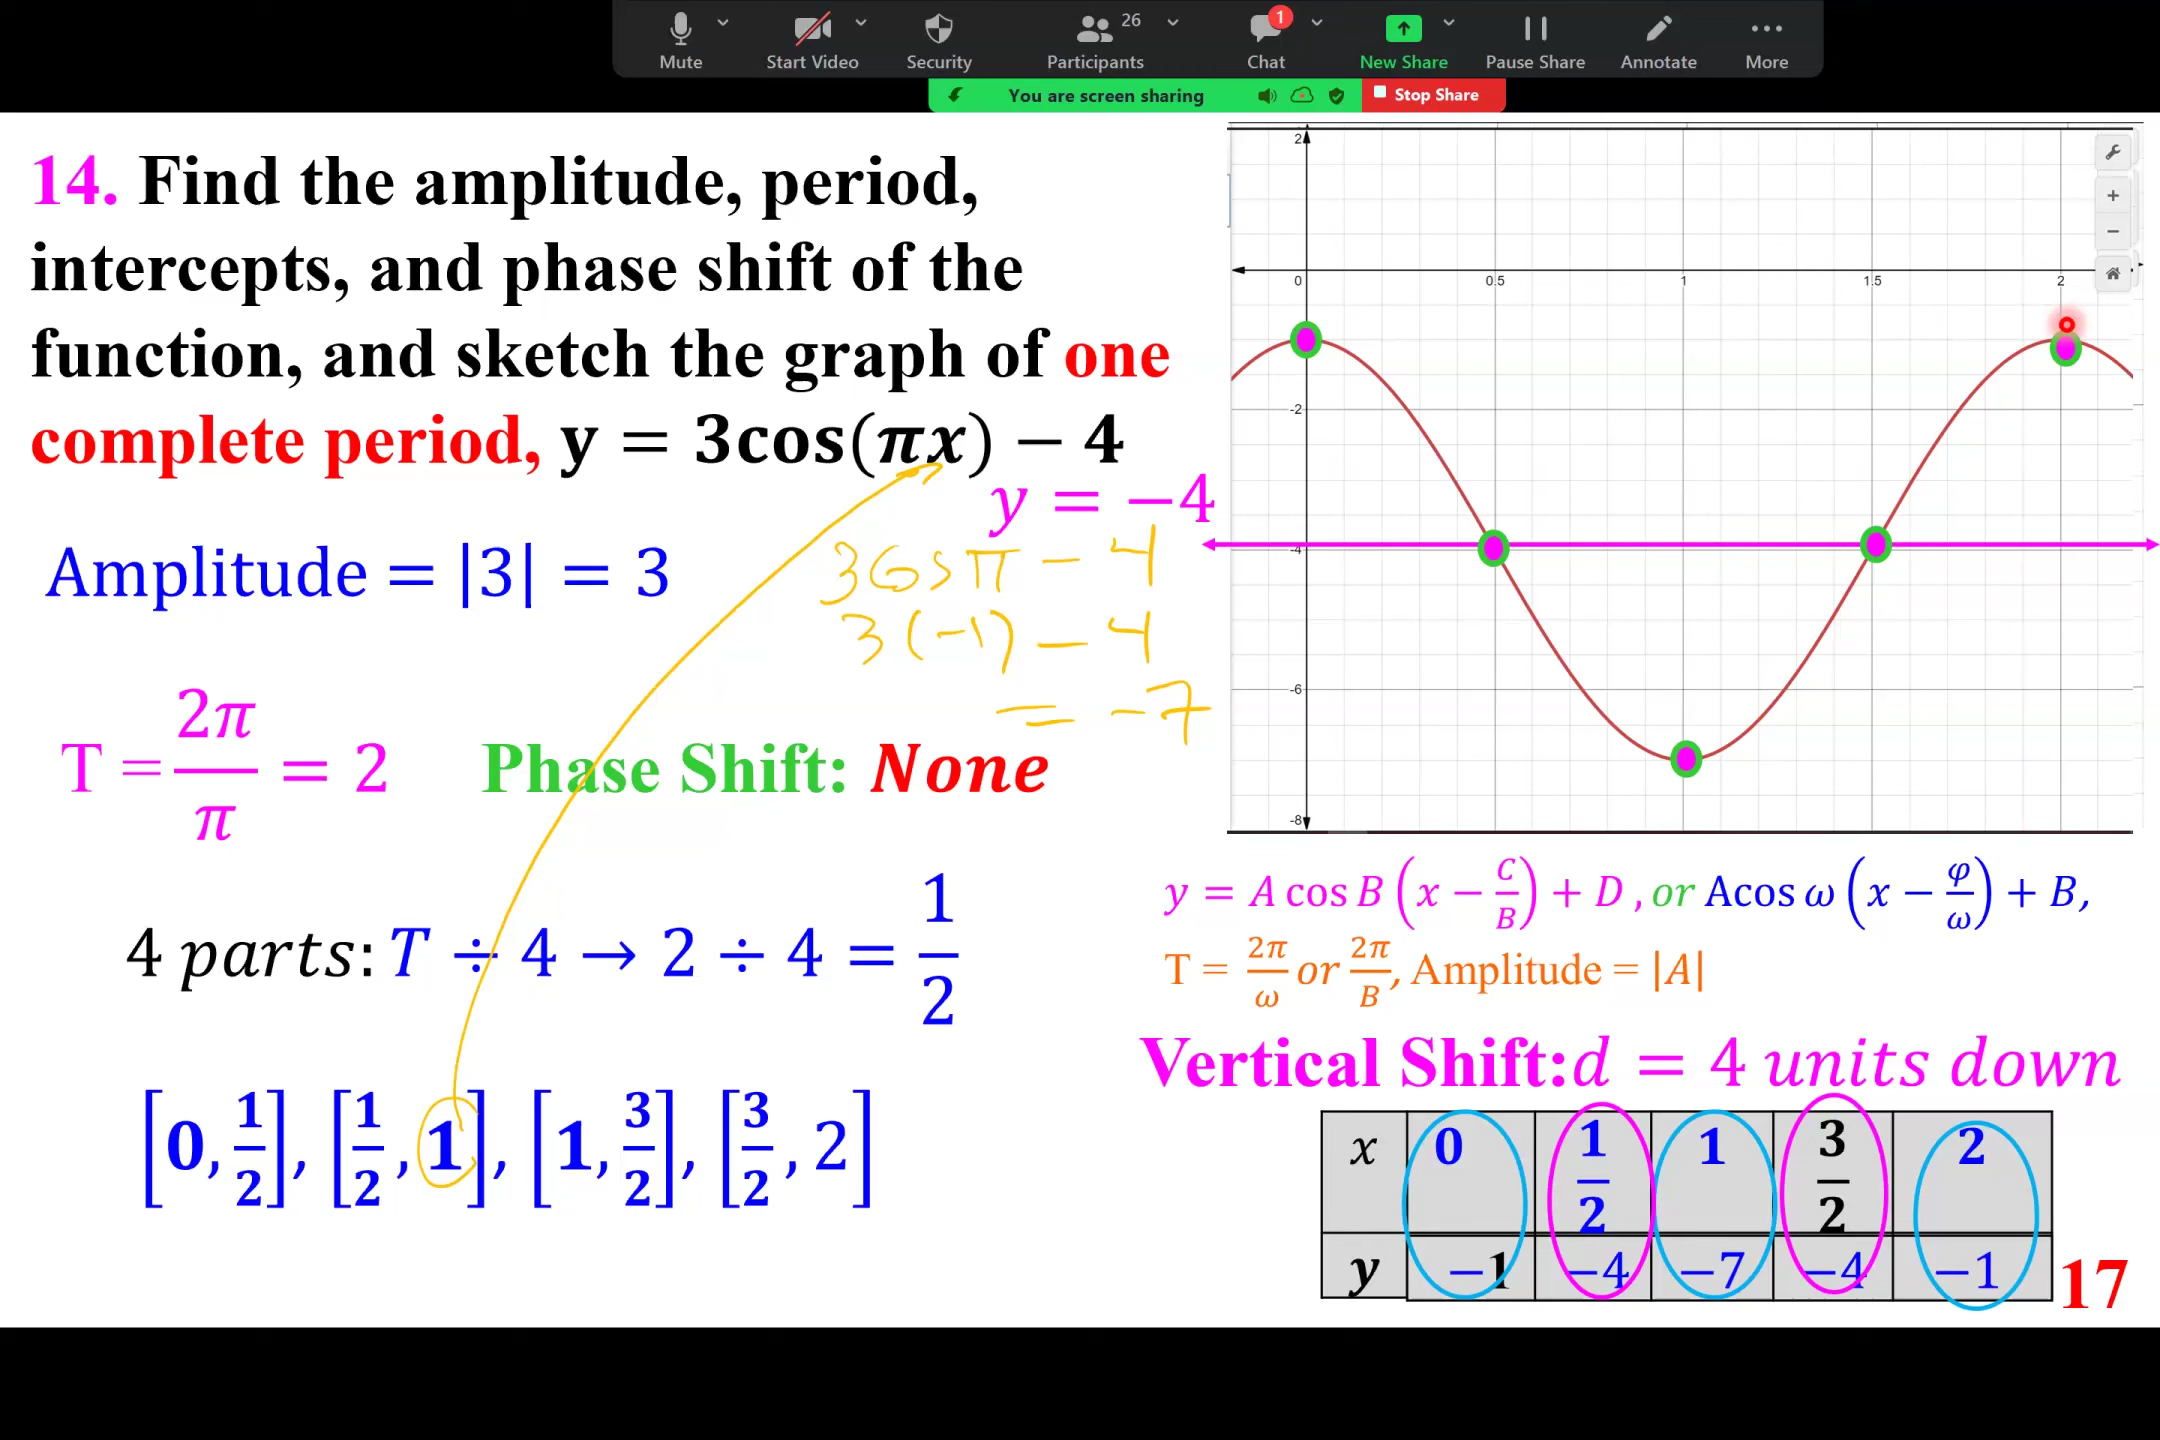 Mute Start Video Security Participants 26 Chat 1 New Share Pause Share Annotate More
You are screen sharing Stop Share
14. Find the amplitude, period,
intercepts, and phase shift of the
function, and sketch the graph of one
complete period, y = 3cos(πx) − 4
y = −4
3cosπ − 4
3(−1) − 4
= −7
Amplitude = |3| = 3
T = 2π/π = 2
Phase Shift: None
4 parts: T ÷ 4 → 2 ÷ 4 = 1/2
[0, 1/2], [1/2, 1], [1, 3/2], [3/2, 2]
2
0 0.5 1 1.5 2
-2
-4
-6
-8
y = A cos B (x − C/B) + D , or Acos ω (x − φ/ω) + B,
T = 2π/ω or 2π/B, Amplitude = |A|
Vertical Shift: d = 4 units down
x 0 1/2 1 3/2 2
y −1 −4 −7 −4 −1
17